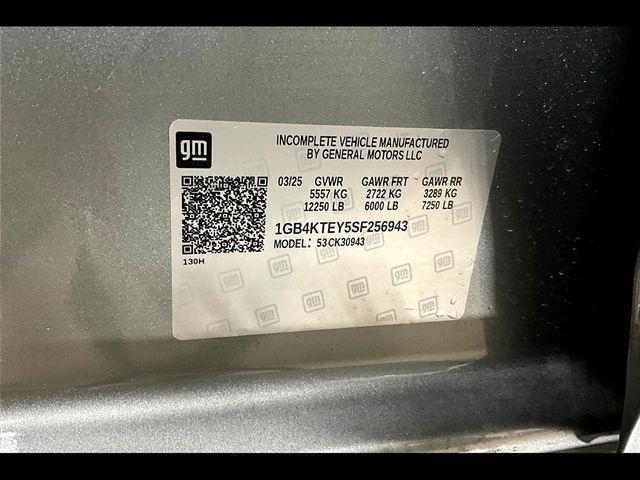 gm
INCOMPLETE VEHICLE MANUFACTURED
BY GENERAL MOTORS LLC
03/25 GVWR GAWR FRT GAWR RR
5557 KG 2722 KG 3289 KG
12250 LB 6000 LB 7250 LB
1GB4KTEY5SF256943
MODEL: 53CK30943
130H